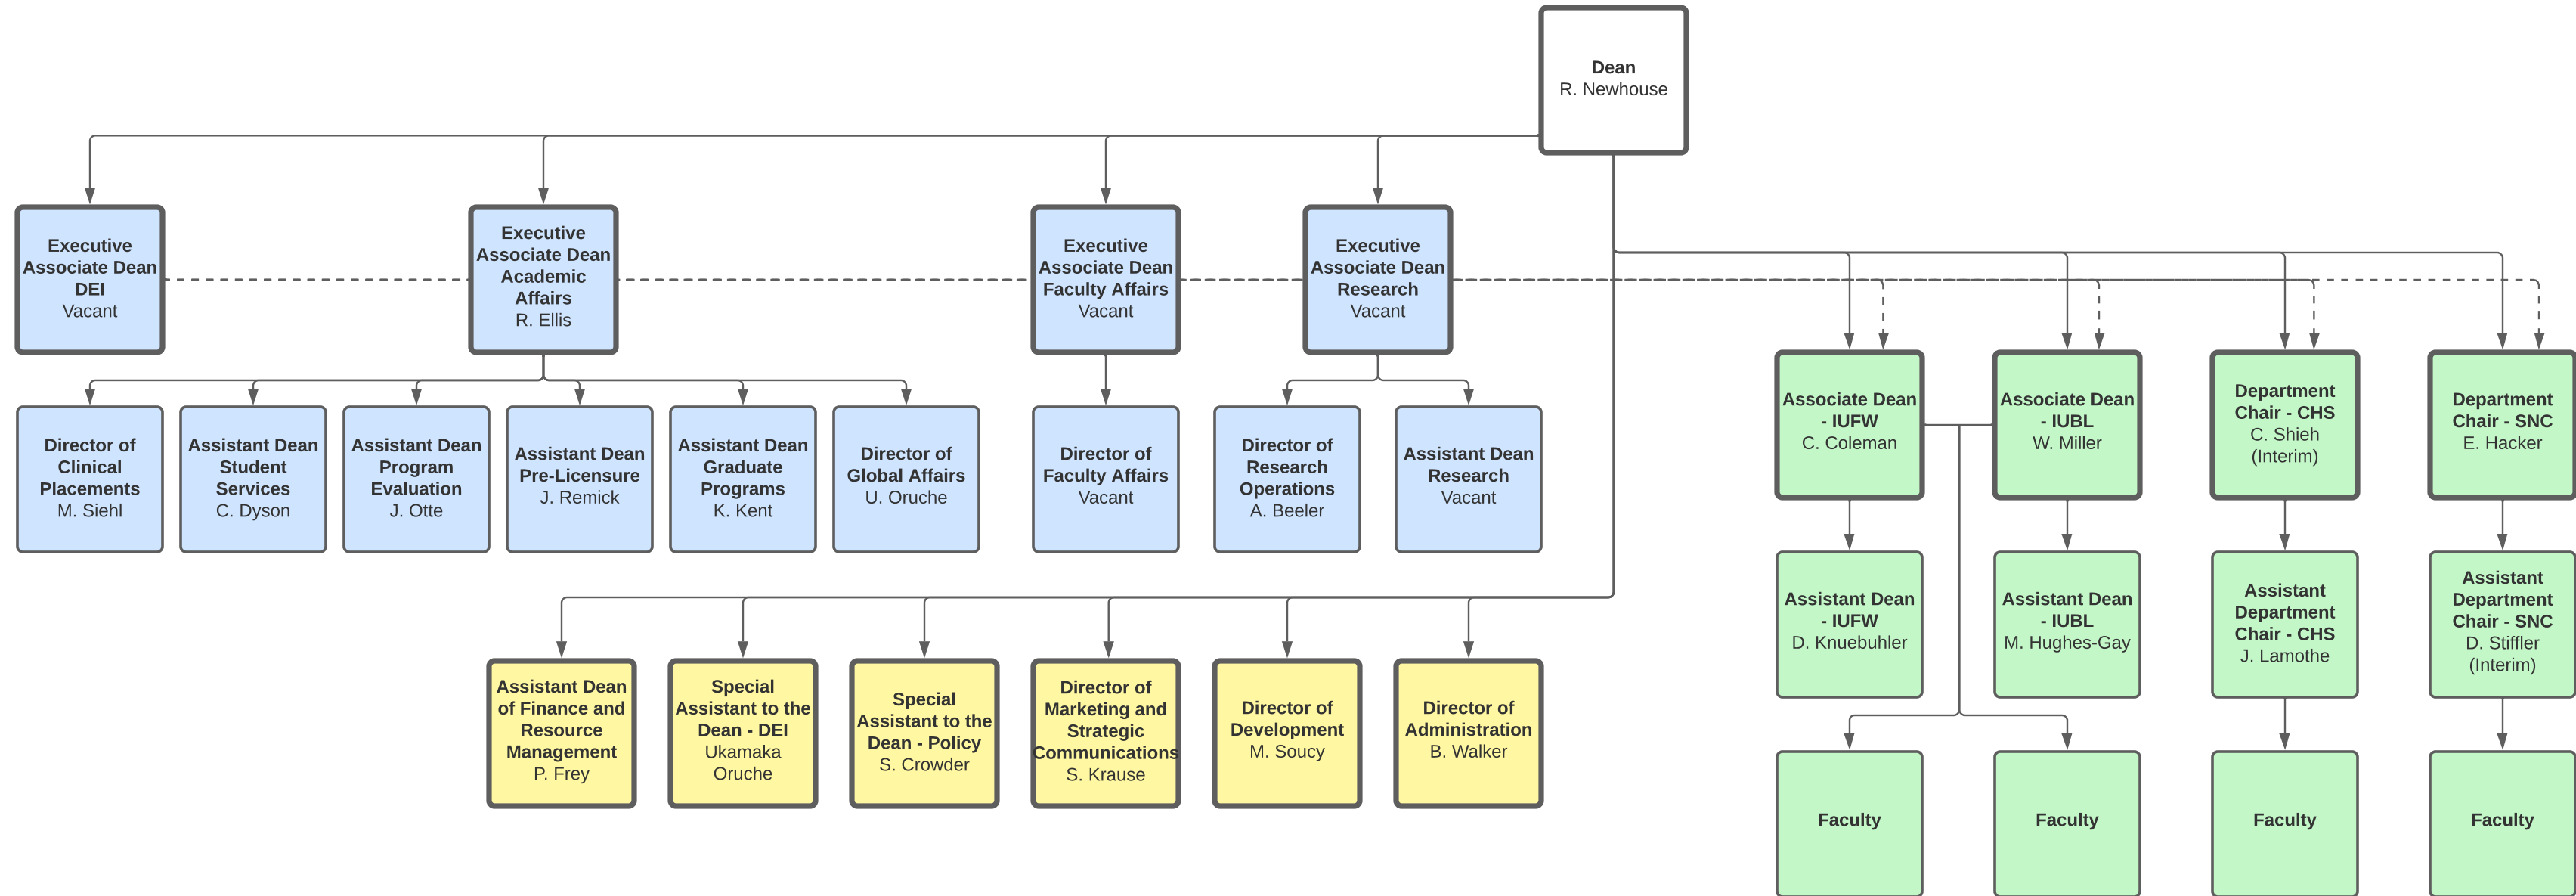 Dean
R. Newhouse
Executive
Associate Dean
DEI
Vacant
Executive
Associate Dean
Academic
Affairs
R. Ellis
Executive
Associate Dean
Faculty Affairs
Vacant
Executive
Associate Dean
Research
Vacant
Director of
Clinical
Placements
M. Siehl
Assistant Dean
Student
Services
C. Dyson
Assistant Dean
Program
Evaluation
J. Otte
Assistant Dean
Pre-Licensure
J. Remick
Assistant Dean
Graduate
Programs
K. Kent
Director of
Global Affairs
U. Oruche
Director of
Faculty Affairs
Vacant
Director of
Research
Operations
A. Beeler
Assistant Dean
Research
Vacant
Associate Dean
- IUFW
C. Coleman
Associate Dean
- IUBL
W. Miller
Department
Chair - CHS
C. Shieh
(Interim)
Department
Chair - SNC
E. Hacker
Assistant Dean
- IUFW
D. Knuebuhler
Assistant Dean
- IUBL
M. Hughes-Gay
Assistant
Department
Chair - CHS
J. Lamothe
Assistant
Department
Chair - SNC
D. Stiffler
(Interim)
Assistant Dean
of Finance and
Resource
Management
P. Frey
Special
Assistant to the
Dean - DEI
Ukamaka
Oruche
Special
Assistant to the
Dean - Policy
S. Crowder
Director of
Marketing and
Strategic
Communications
S. Krause
Director of
Development
M. Soucy
Director of
Administration
B. Walker
Faculty
Faculty
Faculty
Faculty